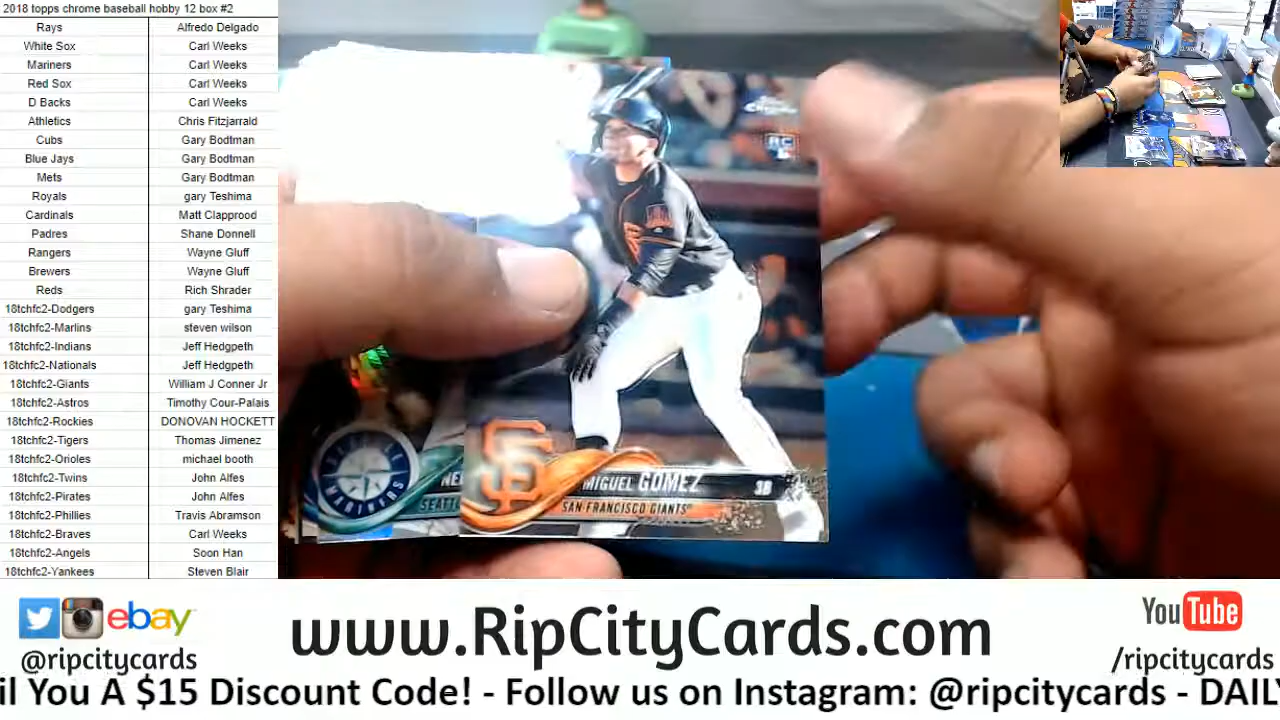 2018 topps chrome baseball hobby 12 box #2
Rays Alfredo Delgado
White Sox Carl Weeks
Mariners Carl Weeks
Red Sox Carl Weeks
D Backs Carl Weeks
Athletics Chris Fitzjarrald
Cubs Gary Bodtman
Blue Jays Gary Bodtman
Mets Gary Bodtman
Royals gary Teshima
Cardinals Matt Clapprood
Padres Shane Donnell
Rangers Wayne Gluff
Brewers Wayne Gluff
Reds Rich Shrader
18tchfc2-Dodgers gary Teshima
18tchfc2-Marlins steven wilson
18tchfc2-Indians Jeff Hedgpeth
18tchfc2-Nationals Jeff Hedgpeth
18tchfc2-Giants William J Conner Jr
18tchfc2-Astros Timothy Cour-Palais
18tchfc2-Rockies DONOVAN HOCKETT
18tchfc2-Tigers Thomas Jimenez
18tchfc2-Orioles michael booth
18tchfc2-Twins John Alfes
18tchfc2-Pirates John Alfes
18tchfc2-Phillies Travis Abramson
18tchfc2-Braves Carl Weeks
18tchfc2-Angels Soon Han
18tchfc2-Yankees Steven Blair
RC
MARINERS
NE
SEATTL
SF
MIGUEL GOMEZ 3B
SAN FRANCISCO GIANTS
ebay
@ripcitycards
www.RipCityCards.com
YouTube
/ripcitycards
il You A $15 Discount Code! - Follow us on Instagram: @ripcitycards - DAILY